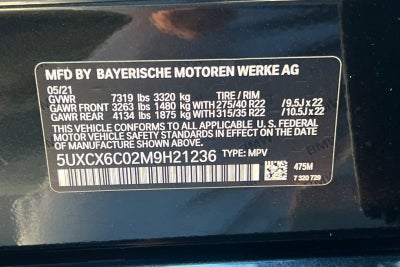 MFD BY BAYERISCHE MOTOREN WERKE AG
05/21 TIRE / RIM
GVWR 7319 lbs 3320 kg
GAWR FRONT 3263 lbs 1480 kg WITH 275/40 R22 /9.5J x 22
GAWR REAR 4134 lbs 1875 kg WITH 315/35 R22 /10.5J x 22
THIS VEHICLE CONFORMS TO ALL APPLICABLE FEDERAL
MOTOR VEHICLE SAFETY STANDARDS IN EFFECT ON THE
DATE OF MANUFACTURE SHOWN ABOVE.
5UXCX6C02M9H21236 TYPE: MPV
475M
7 320 729